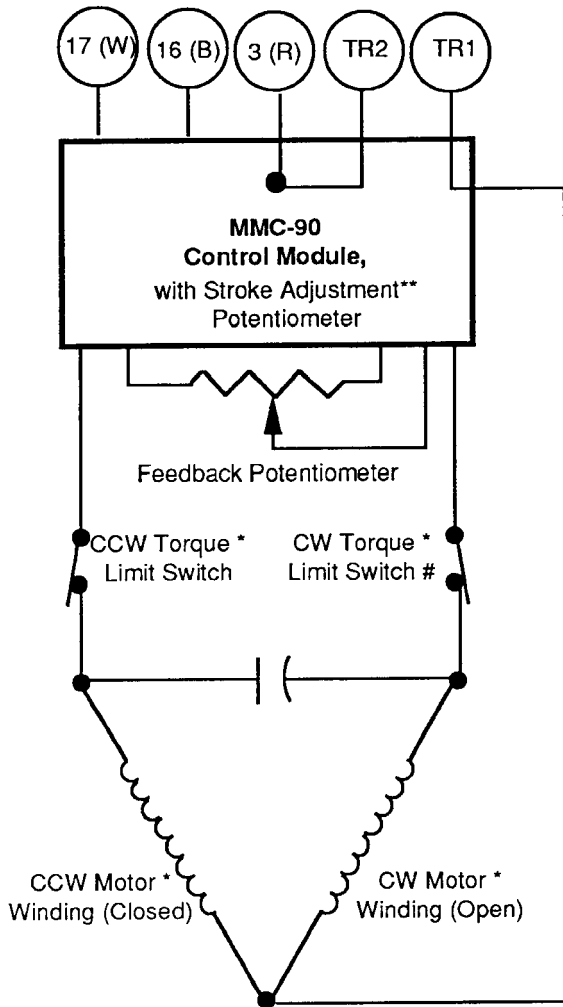 17 (W)
16 (B)
3 (R)
TR2
TR1
MMC-90
Control Module,
with Stroke Adjustment**
Potentiometer
Feedback Potentiometer
CCW Torque *
Limit Switch
CW Torque *
Limit Switch #
CCW Motor *
Winding (Closed)
CW Motor *
Winding (Open)